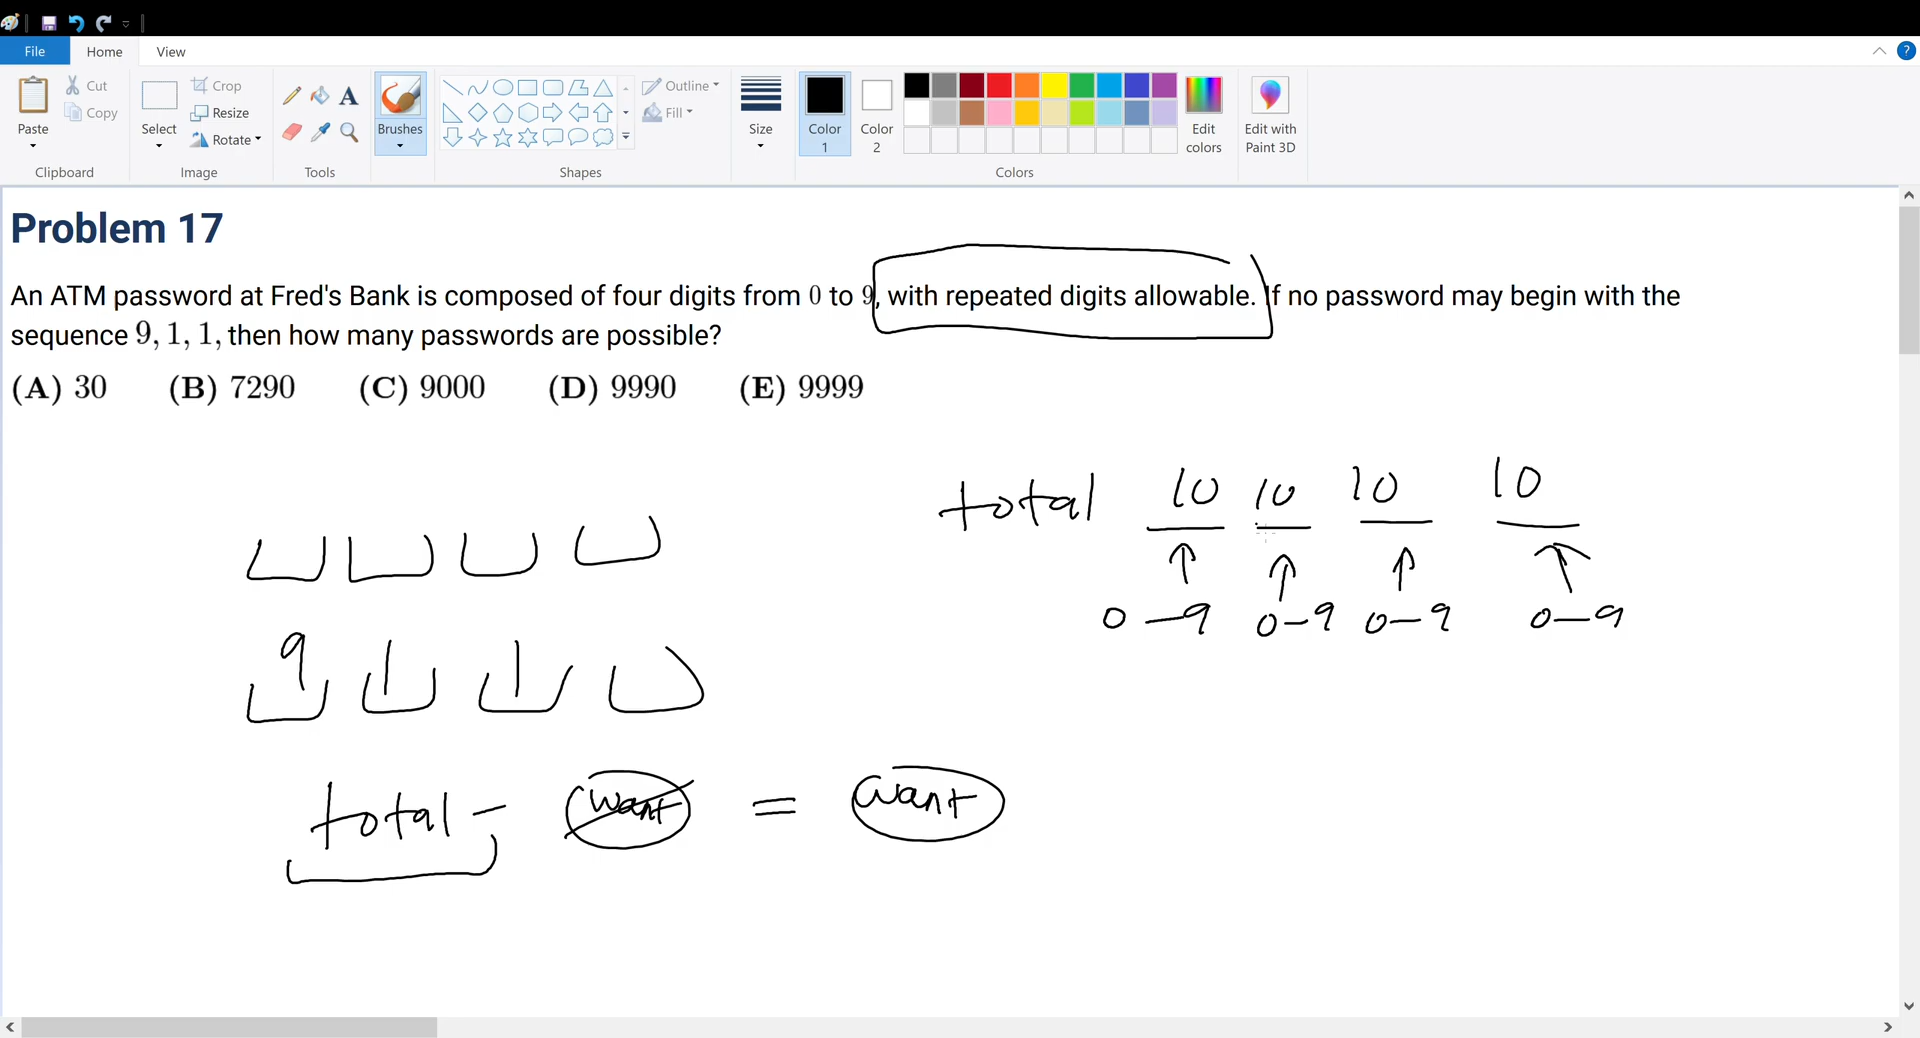 File Home View
Paste
Cut
Copy
Clipboard
Select
Crop
Resize
Rotate
Image
Tools
Brushes
Shapes
Outline
Fill
Size
Color 1
Color 2
Colors
Edit colors
Edit with Paint 3D
Problem 17
An ATM password at Fred's Bank is composed of four digits from 0 to 9, with repeated digits allowable. If no password may begin with the
sequence 9, 1, 1, then how many passwords are possible?
(A) 30 (B) 7290 (C) 9000 (D) 9990 (E) 9999
total 10 10 10 10
0 — 9 0 — 9 0 — 9 0 — 9
9 1 1
total - want = want